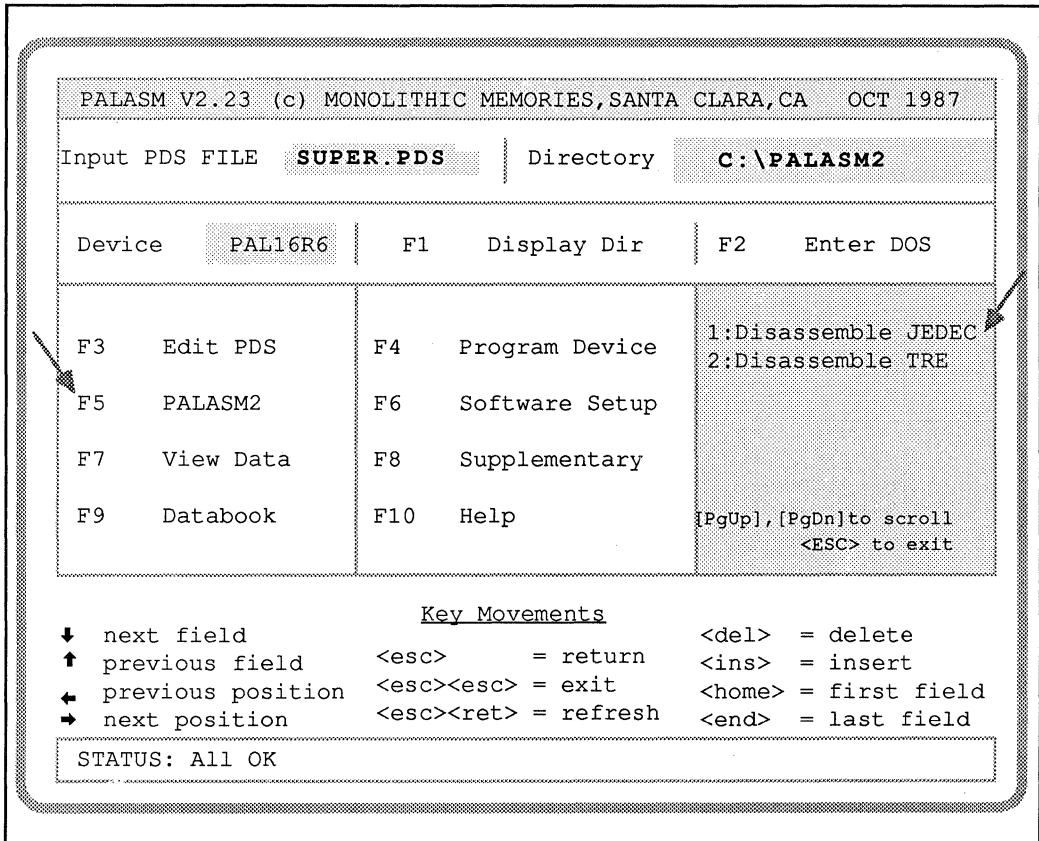 PALASM V2.23 (c) MONOLITHIC MEMORIES,SANTA CLARA,CA OCT 1987
Input PDS FILE SUPER.PDS Directory C:\PALASM2
Device PAL16R6 F1 Display Dir F2 Enter DOS
F3 Edit PDS F4 Program Device
F5 PALASM2 F6 Software Setup
F7 View Data F8 Supplementary
F9 Databook F10 Help
1:Disassemble JEDEC
2:Disassemble TRE
[PgUp],[PgDn]to scroll
<ESC> to exit
Key Movements
↓ next field
↑ previous field
← previous position
→ next position
<esc> = return
<esc><esc> = exit
<esc><ret> = refresh
<del> = delete
<ins> = insert
<home> = first field
<end> = last field
STATUS: All OK